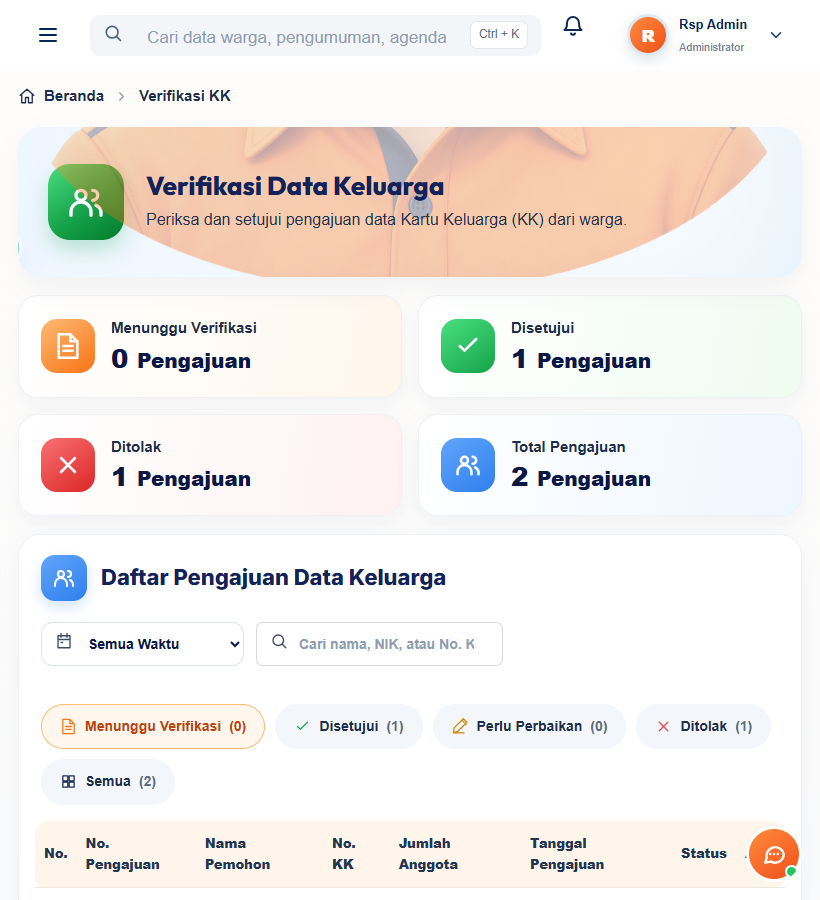 Cari data warga, pengumuman, agenda
Ctrl + K
R
Rsp Admin
Administrator
Beranda
Verifikasi KK
Verifikasi Data Keluarga
Periksa dan setujui pengajuan data Kartu Keluarga (KK) dari warga.
Menunggu Verifikasi
0 Pengajuan
Disetujui
1 Pengajuan
Ditolak
1 Pengajuan
Total Pengajuan
2 Pengajuan
Daftar Pengajuan Data Keluarga
Semua Waktu
Cari nama, NIK, atau No. K
Menunggu Verifikasi (0)
Disetujui (1)
Perlu Perbaikan (0)
Ditolak (1)
Semua (2)
No.
No. Pengajuan
Nama Pemohon
No. KK
Jumlah Anggota
Tanggal Pengajuan
Status